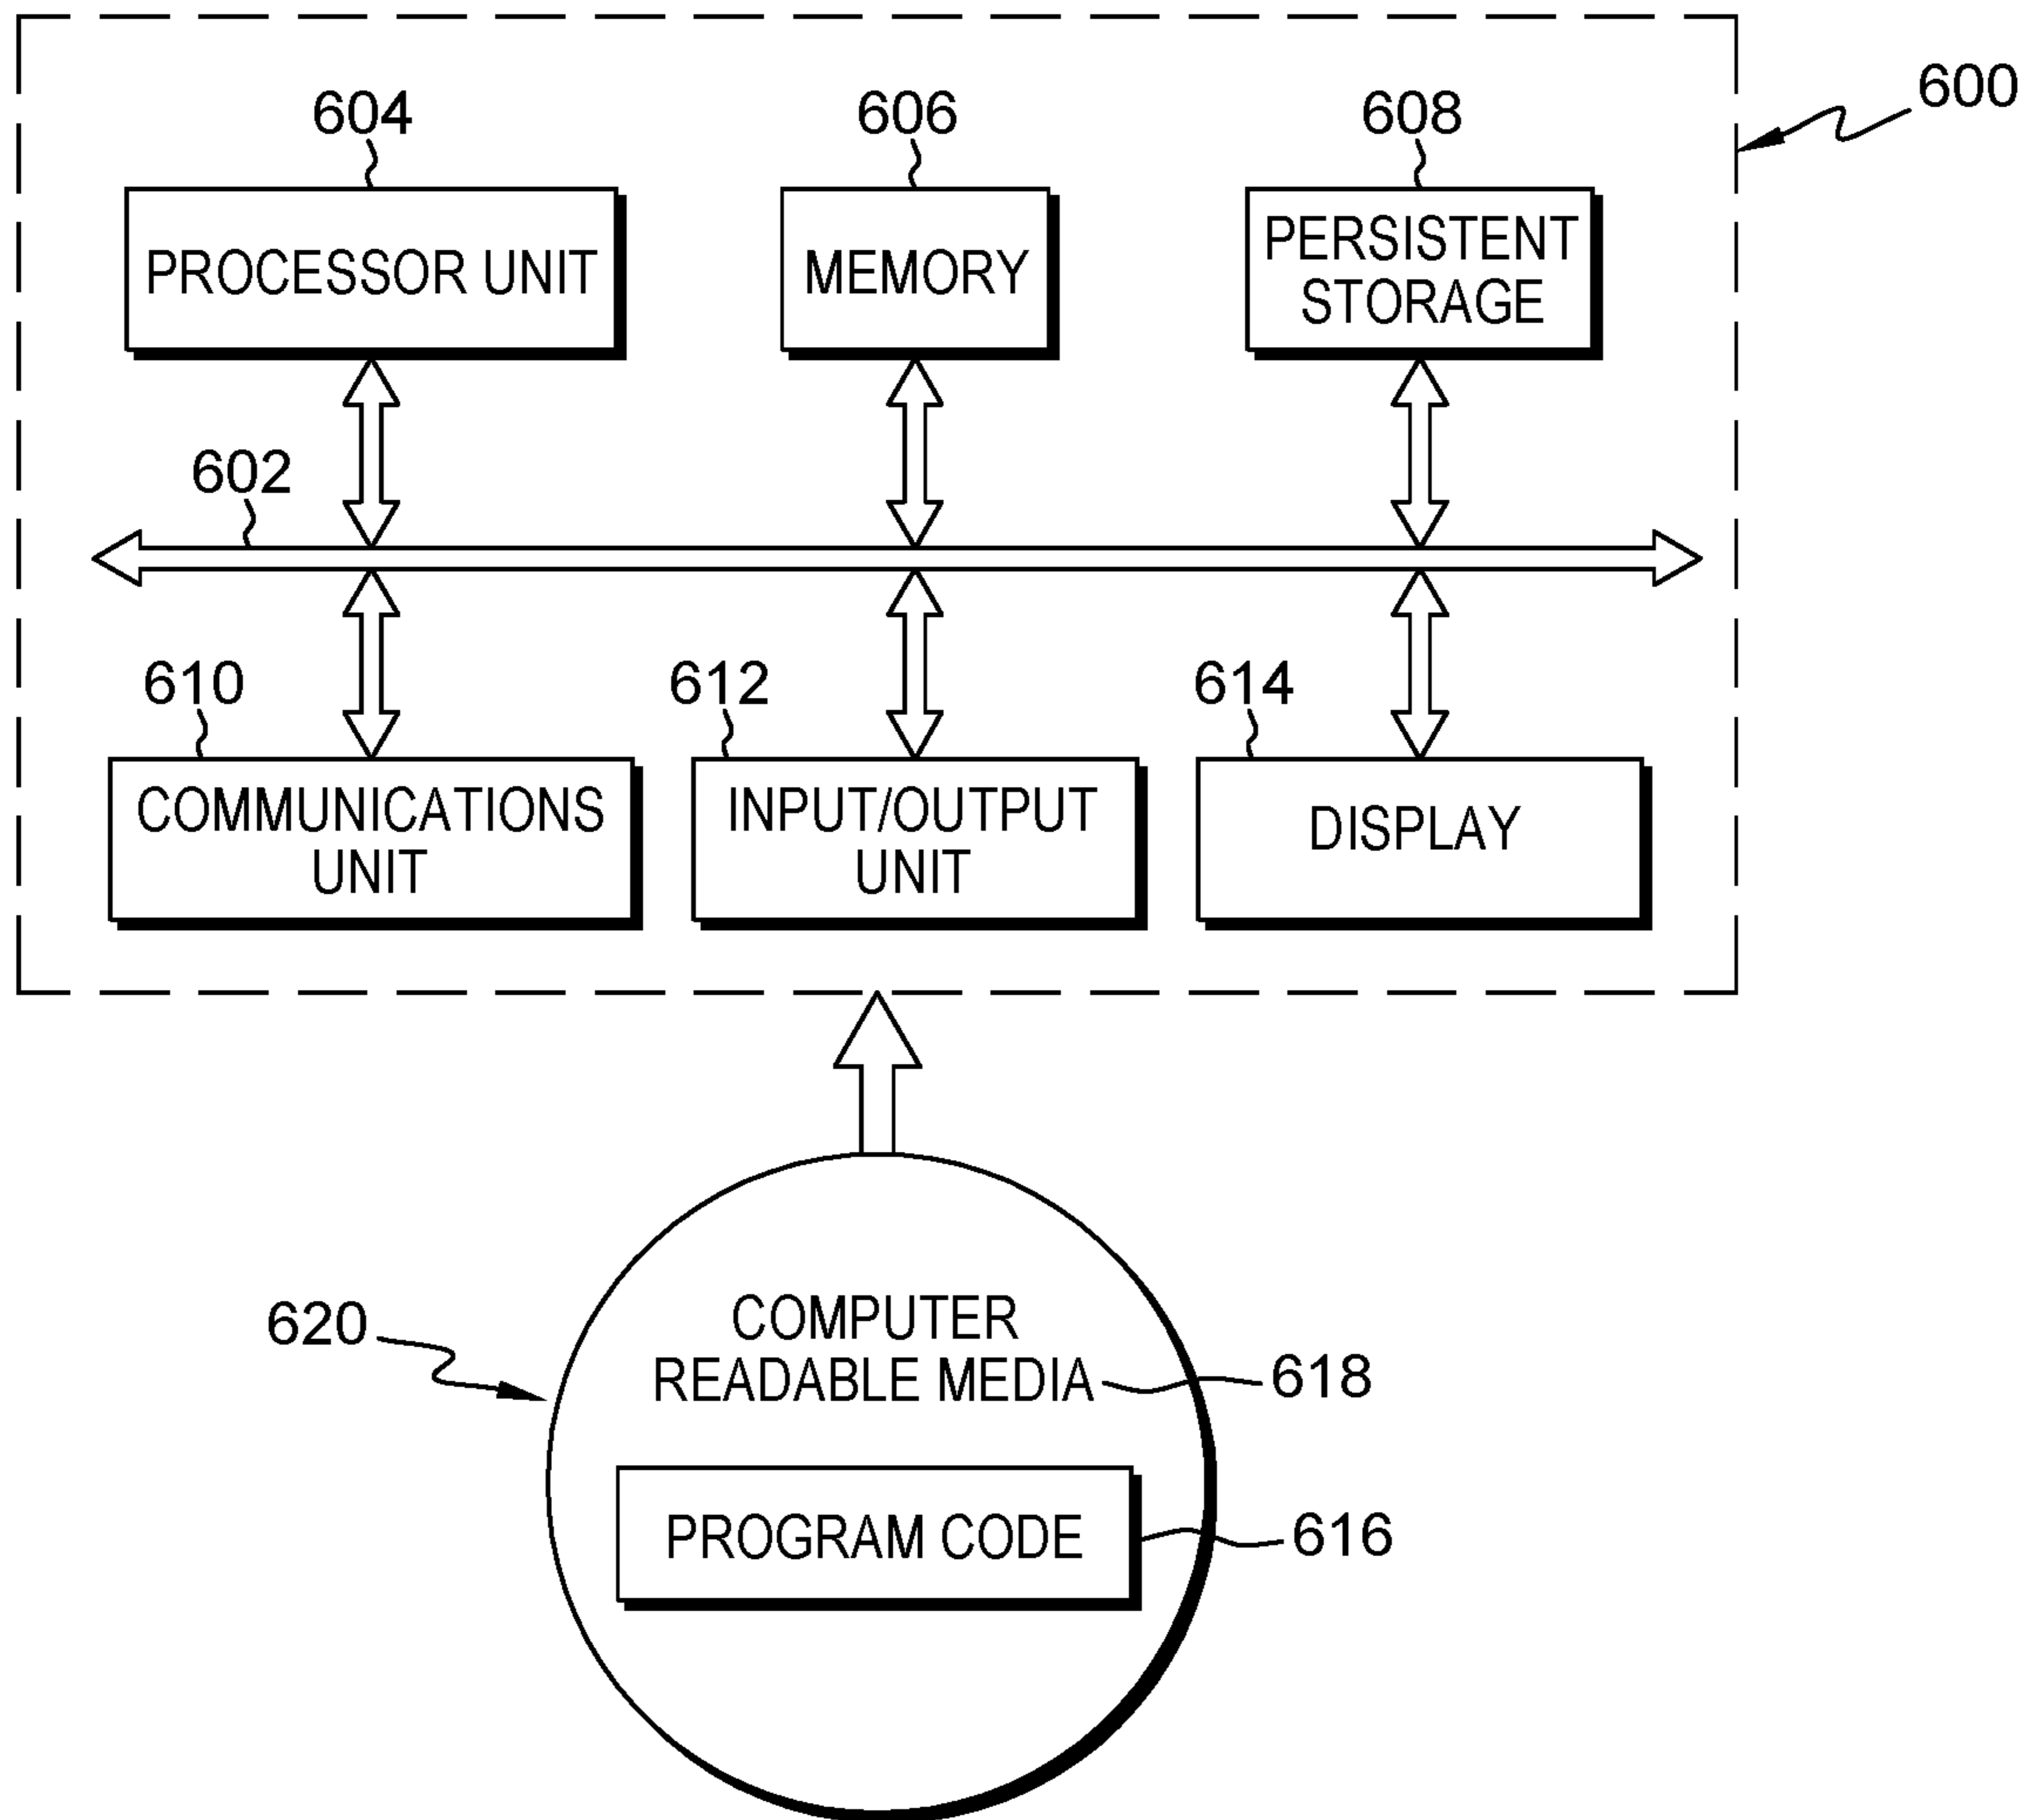 600
604
606
608
PROCESSOR UNIT
MEMORY
PERSISTENT
STORAGE
602
610
612
614
COMMUNICATIONS
UNIT
INPUT/OUTPUT
UNIT
DISPLAY
620
COMPUTER
READABLE MEDIA
618
PROGRAM CODE
616